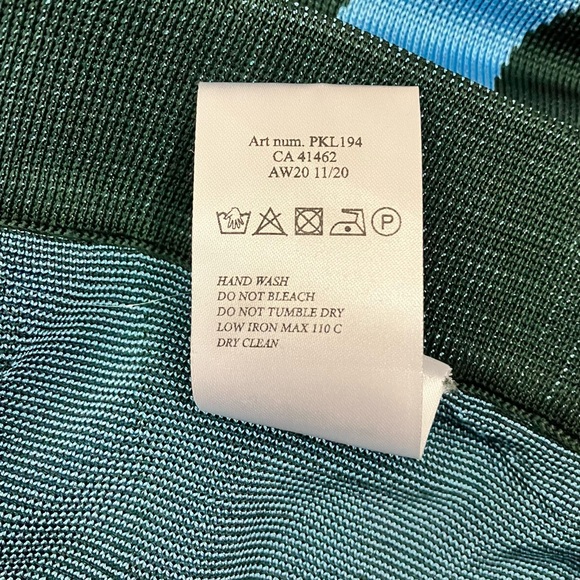 Art num. PKL194
CA 41462
AW20 11/20
P
HAND WASH
DO NOT BLEACH
DO NOT TUMBLE DRY
LOW IRON MAX 110 C
DRY CLEAN